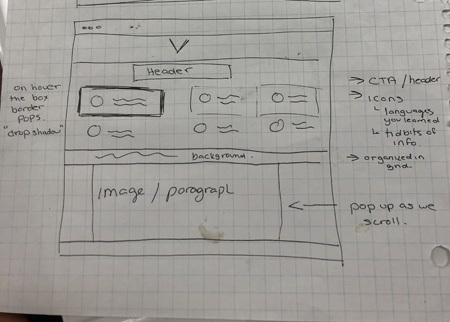 Header
on hover
the box
border
pops.
"drop shadow"
→ CTA / header
→ icons
↳ languages
you learned
↳ tidbits of
info.
→ organized in
grid.
background.
image / paragraph
← pop up as we
scroll.